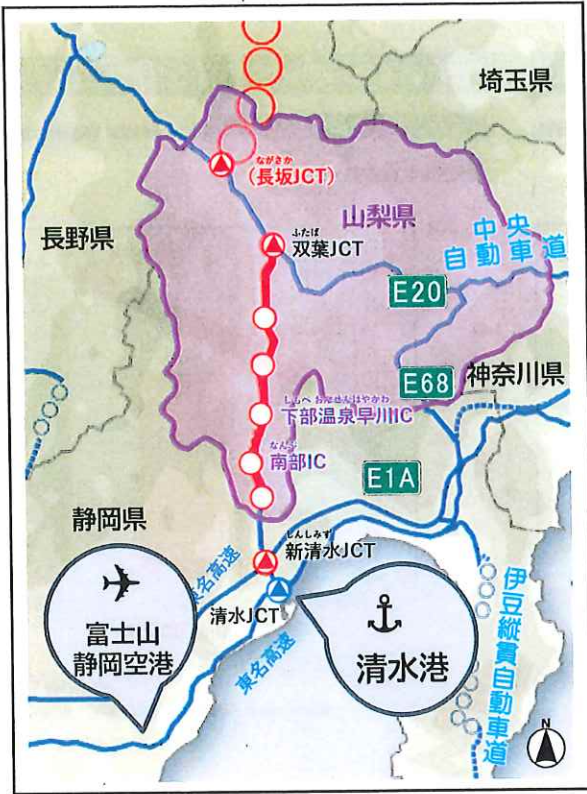 埼玉県
ながさか
(長坂JCT)
山梨県
長野県
ふたば
双葉JCT
中央
自動車道
E20
E68
神奈川県
しもべおんせんはやかわ
下部温泉早川IC
なんぶ
南部IC
E1A
静岡県
しんしみず
新清水JCT
東名高速
清水JCT
富士山
静岡空港
東名高速
清水港
伊豆縦貫自動車道
N